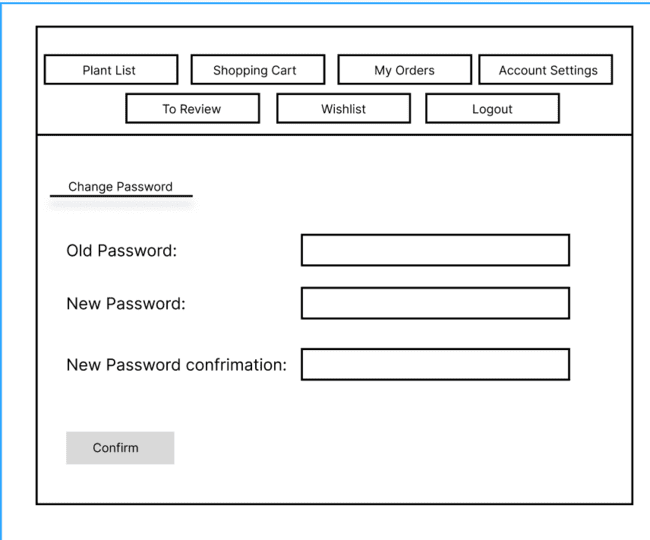 Plant List Shopping Cart My Orders Account Settings
To Review Wishlist Logout
Change Password
Old Password:
New Password:
New Password confrimation:
Confirm